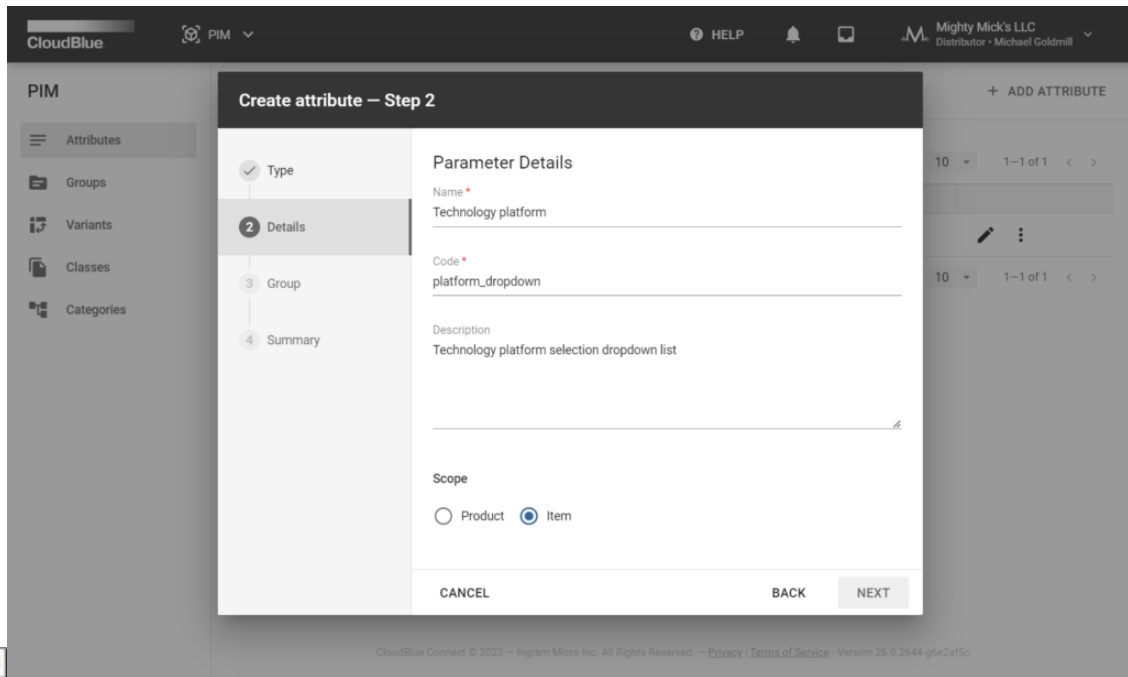 CloudBlue
PIM
HELP
Mighty Mick's LLC
Distributor • Michael Goldmill
PIM
Attributes
Groups
Variants
Classes
Categories
+ ADD ATTRIBUTE
10 1–1 of 1 < >
10 1–1 of 1 < >
Create attribute — Step 2
Type
2 Details
3 Group
4 Summary
Parameter Details
Name *
Technology platform
Code *
platform_dropdown
Description
Technology platform selection dropdown list
Scope
Product Item
CANCEL BACK NEXT
CloudBlue Connect © 2023 — Ingram Micro Inc. All Rights Reserved. — Privacy | Terms of Service - Version 26.0.2644-g6e2af5c